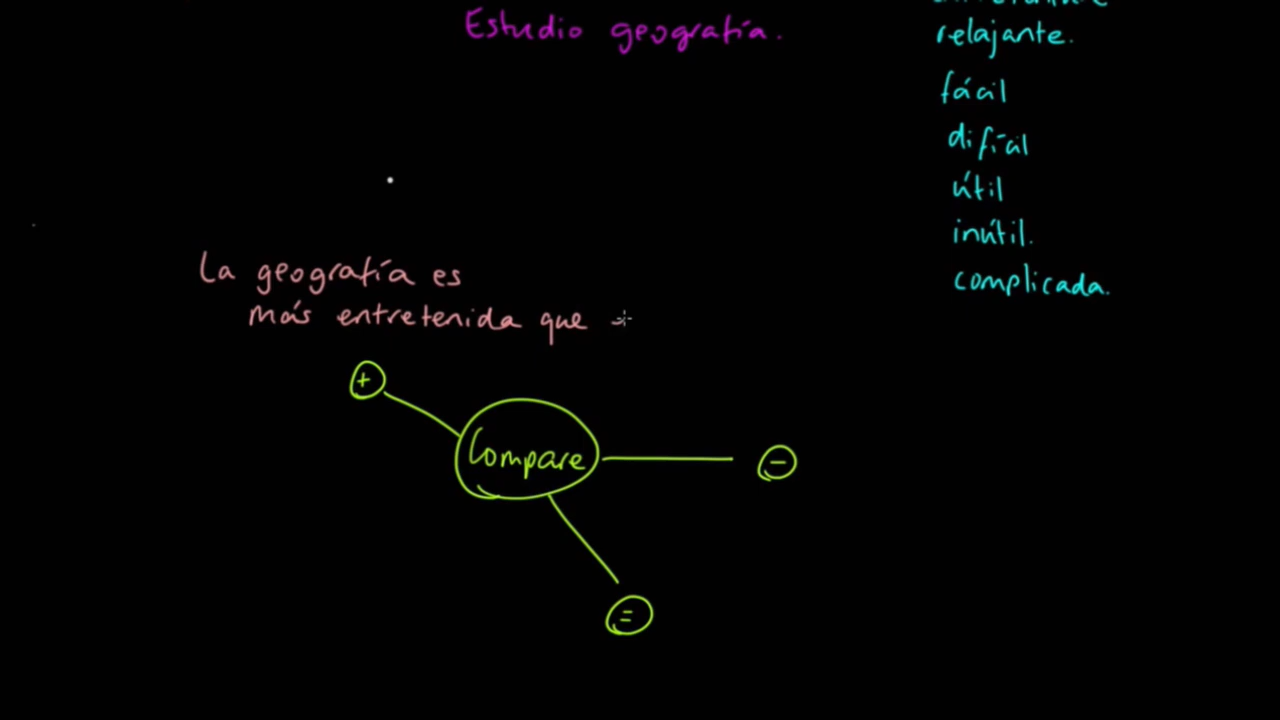 Estudio geografía.
relajante.
fácil
difícil
útil
inútil.
complicada.
La geografía es
más entretenida que
+
Compare
-
=